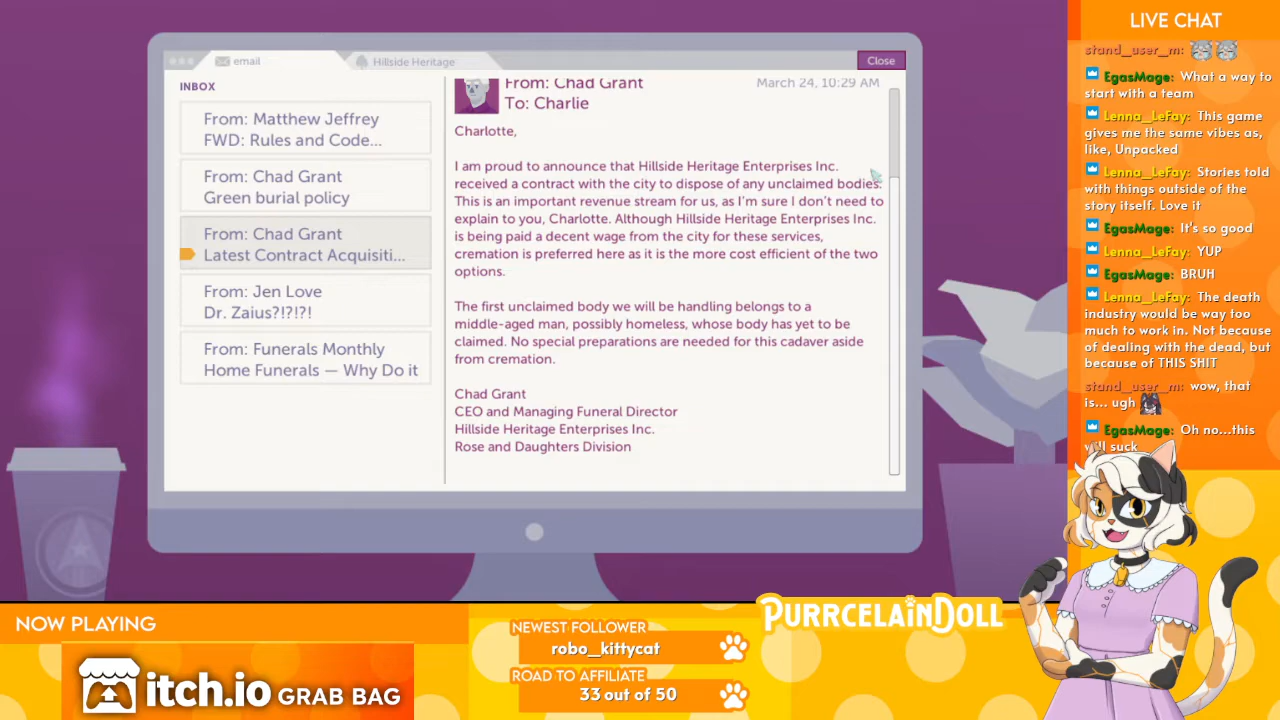 email
Hillside Heritage
Close
INBOX
From: Matthew Jeffrey
FWD: Rules and Code...
From: Chad Grant
Green burial policy
From: Chad Grant
Latest Contract Acquisiti...
From: Jen Love
Dr. Zaius?!?!?!
From: Funerals Monthly
Home Funerals — Why Do it
From: Chad Grant
March 24, 10:29 AM
To: Charlie
Charlotte,
I am proud to announce that Hillside Heritage Enterprises Inc.
received a contract with the city to dispose of any unclaimed bodies.
This is an important revenue stream for us, as I'm sure I don't need to
explain to you, Charlotte. Although Hillside Heritage Enterprises Inc.
is being paid a decent wage from the city for these services,
cremation is preferred here as it is the more cost efficient of the two
options.
The first unclaimed body we will be handling belongs to a
middle-aged man, possibly homeless, whose body has yet to be
claimed. No special preparations are needed for this cadaver aside
from cremation.
Chad Grant
CEO and Managing Funeral Director
Hillside Heritage Enterprises Inc.
Rose and Daughters Division
LIVE CHAT
stand_user_m:
EgasMage: What a way to
start with a team
Lenna_LeFay: This game
gives me the same vibes as,
like, Unpacked
Lenna_LeFay: Stories told
with things outside of the
story itself. Love it
EgasMage: It's so good
Lenna_LeFay: YUP
EgasMage: BRUH
Lenna_LeFay: The death
industry would be way too
much to work in. Not because
of dealing with the dead, but
because of THIS SHIT
stand_user_m: wow, that
is... ugh
EgasMage: Oh no...this
will suck
NOW PLAYING
itch.io GRAB BAG
NEWEST FOLLOWER
robo_kittycat
ROAD TO AFFILIATE
33 out of 50
PURRCELAINDOLL